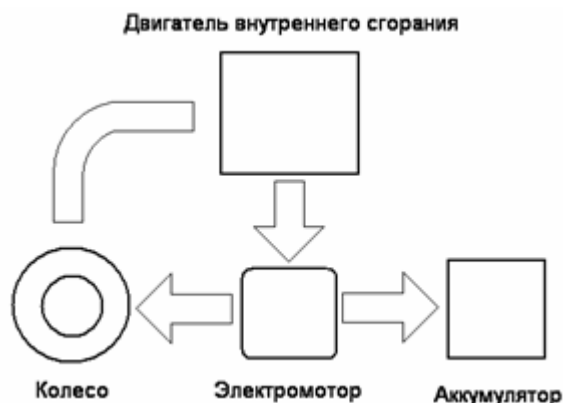 Двигатель внутреннего сгорания
Колесо
Электромотор
Аккумулятор